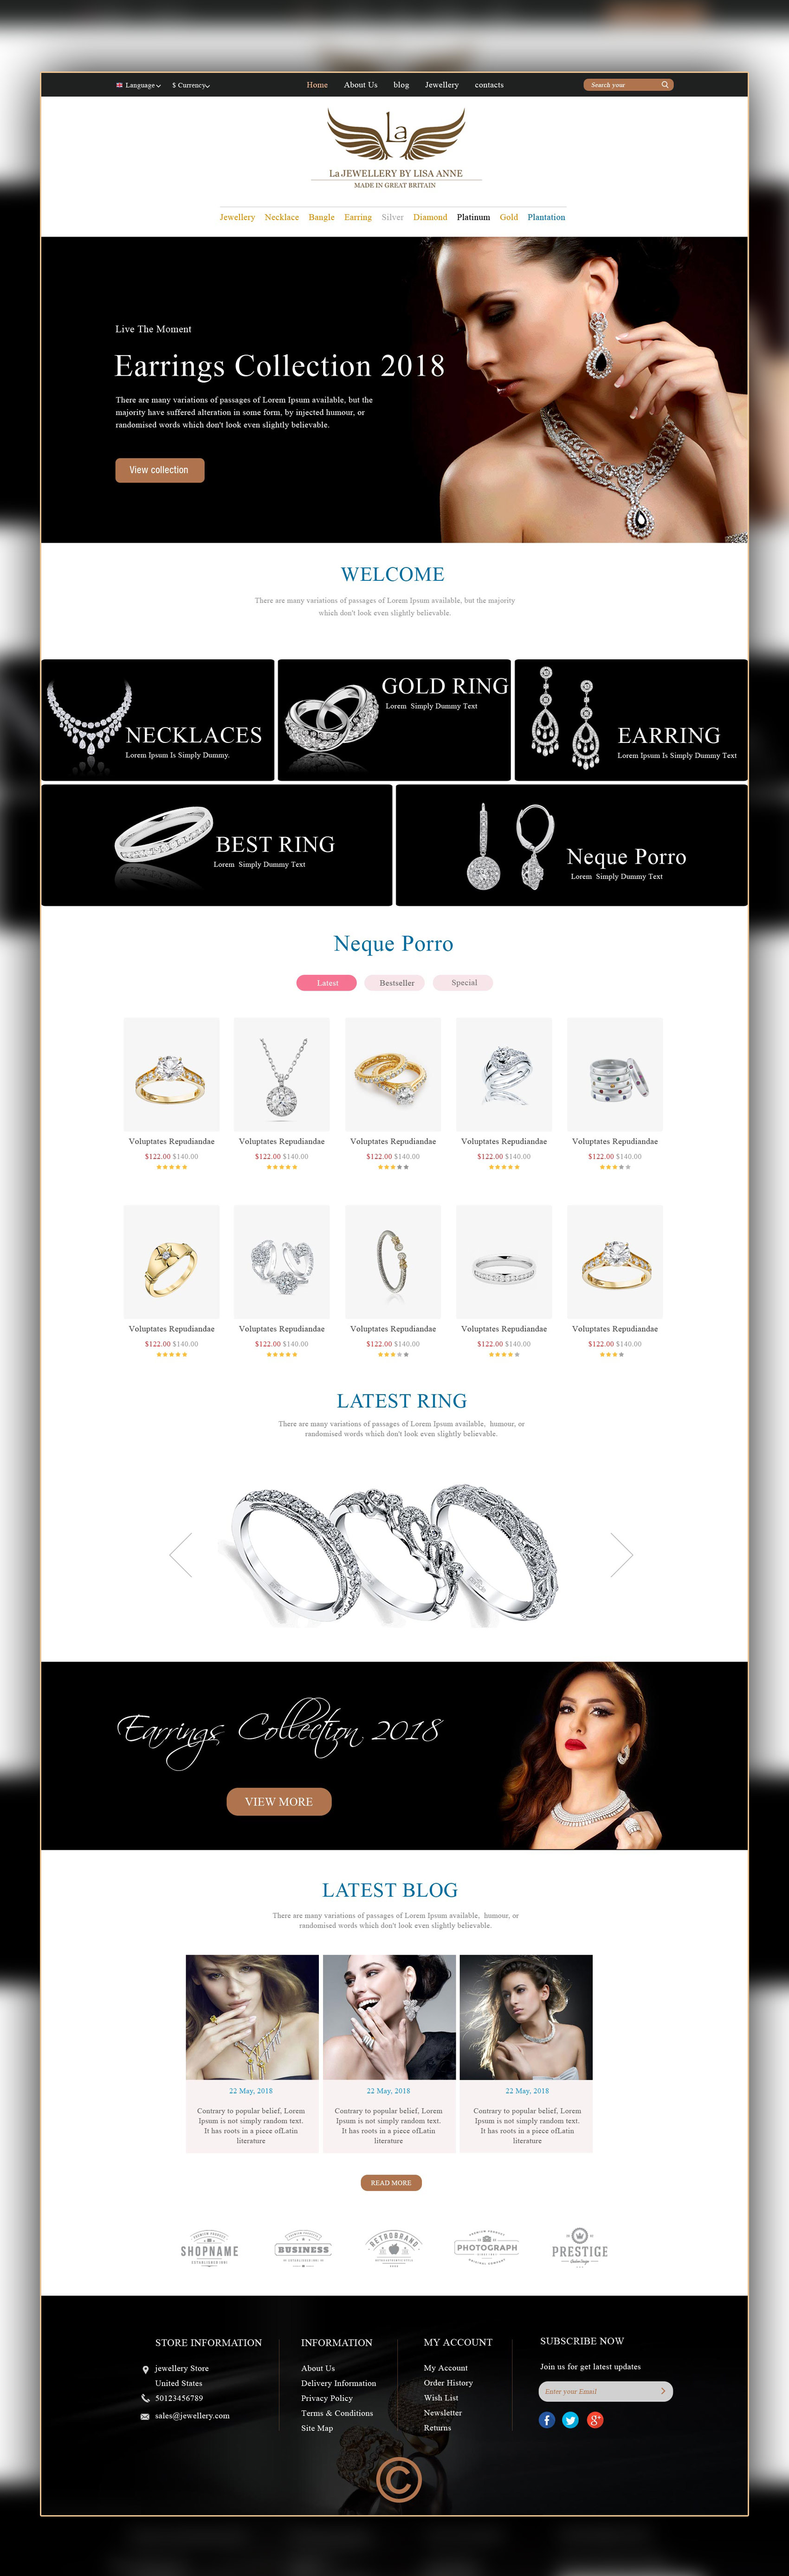 Language
$ Currency
Home About Us blog Jewellery contacts
Search your
La
La JEWELLERY BY LISA ANNE
MADE IN GREAT BRITAIN
Jewellery Necklace Bangle Earring Silver Diamond Platinum Gold Plantation
Live The Moment
Earrings Collection 2018
There are many variations of passages of Lorem Ipsum available, but the
majority have suffered alteration in some form, by injected humour, or
randomised words which don't look even slightly believable.
View collection
WELCOME
There are many variations of passages of Lorem Ipsum available, but the majority
which don't look even slightly believable.
NECKLACES
Lorem Ipsum Is Simply Dummy.
GOLD RING
Lorem Simply Dummy Text
EARRING
Lorem Ipsum Is Simply Dummy Text
BEST RING
Lorem Simply Dummy Text
Neque Porro
Lorem Simply Dummy Text
Neque Porro
Latest Bestseller Special
Voluptates Repudiandae Voluptates Repudiandae Voluptates Repudiandae Voluptates Repudiandae Voluptates Repudiandae
$122.00 $140.00 $122.00 $140.00 $122.00 $140.00 $122.00 $140.00 $122.00 $140.00
Voluptates Repudiandae Voluptates Repudiandae Voluptates Repudiandae Voluptates Repudiandae Voluptates Repudiandae
$122.00 $140.00 $122.00 $140.00 $122.00 $140.00 $122.00 $140.00 $122.00 $140.00
LATEST RING
There are many variations of passages of Lorem Ipsum available, humour, or
randomised words which don't look even slightly believable.
Earrings Collection 2018
VIEW MORE
LATEST BLOG
There are many variations of passages of Lorem Ipsum available, humour, or
randomised words which don't look even slightly believable.
22 May, 2018
Contrary to popular belief, Lorem
Ipsum is not simply random text.
It has roots in a piece ofLatin
literature
22 May, 2018
Contrary to popular belief, Lorem
Ipsum is not simply random text.
It has roots in a piece ofLatin
literature
22 May, 2018
Contrary to popular belief, Lorem
Ipsum is not simply random text.
It has roots in a piece ofLatin
literature
READ MORE
PREMIUM PRODUCT
SHOPNAME
BUSINESS
RETROBRAND
PREMIUM PRODUCT
PHOTOGRAPH
ORIGINAL COMPANY
PRESTIGE
STORE INFORMATION
jewellery Store
United States
50123456789
sales@jewellery.com
INFORMATION
About Us
Delivery Information
Privacy Policy
Terms & Conditions
Site Map
MY ACCOUNT
My Account
Order History
Wish List
Newsletter
Returns
SUBSCRIBE NOW
Join us for get latest updates
Enter your Email
©